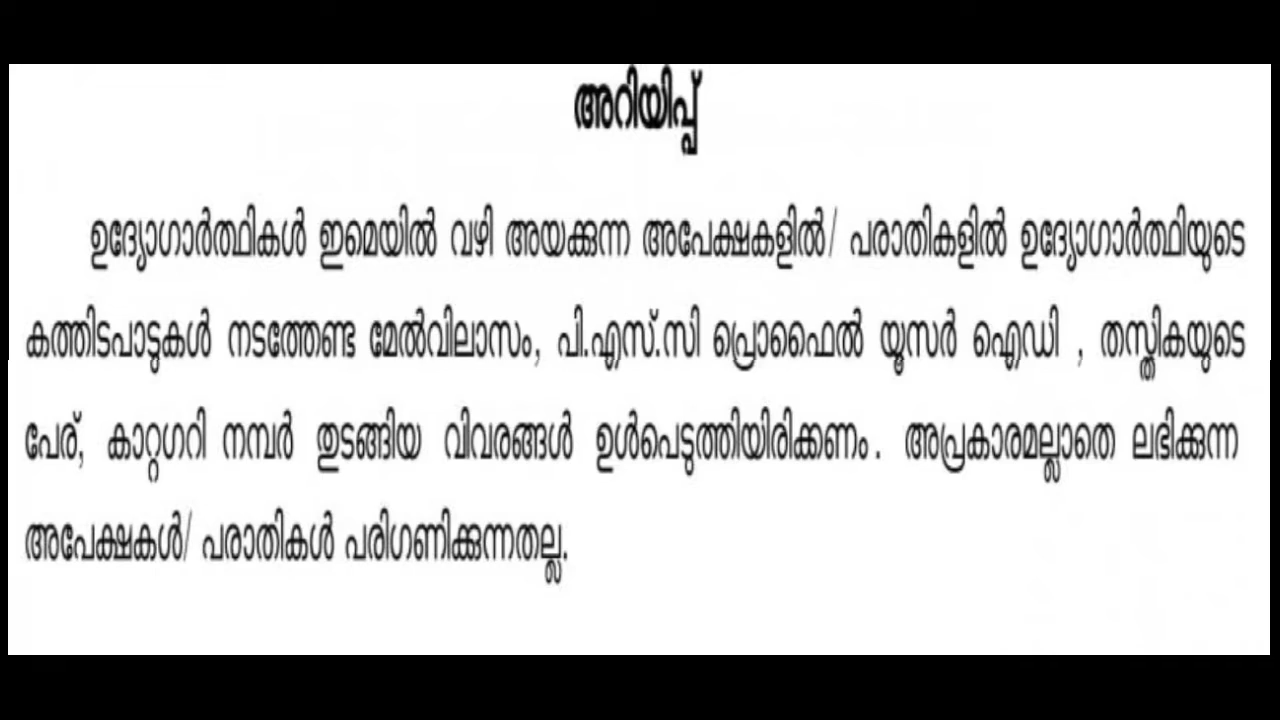 അറിയിപ്പ്
ഉദ്യോഗാർത്ഥികൾ ഇമെയിൽ വഴി അയക്കുന്ന അപേക്ഷകളിൽ/ പരാതികളിൽ ഉദ്യോഗാർത്ഥിയുടെ
കത്തിടപാടുകൾ നടത്തേണ്ട മേൽവിലാസം, പി.എസ്.സി പ്രൊഫൈൽ യൂസർ ഐഡി , തസ്തികയുടെ
പേര്, കാറ്റഗറി നമ്പർ തുടങ്ങിയ വിവരങ്ങൾ ഉൾപെടുത്തിയിരിക്കണം. അപ്രകാരമല്ലാതെ ലഭിക്കുന്ന
അപേക്ഷകൾ/ പരാതികൾ പരിഗണിക്കുന്നതല്ല.